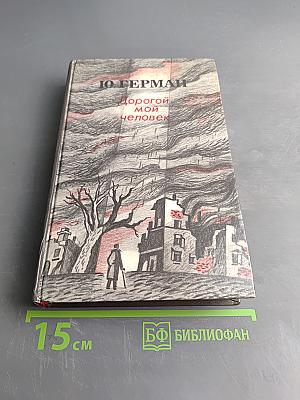 Ю. ГЕРМАН
Дорогой
мой
человек
15 см
БФ БИБЛИОФАН